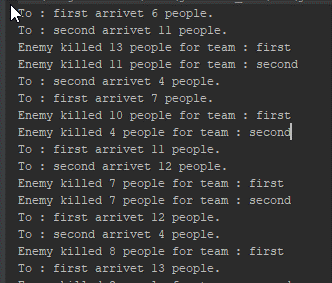 To : first arrivet 6 people.
To : second arrivet 11 people.
Enemy killed 13 people for team : first
Enemy killed 11 people for team : second
To : second arrivet 4 people.
To : first arrivet 7 people.
Enemy killed 10 people for team : first
Enemy killed 4 people for team : second
To : first arrivet 11 people.
To : second arrivet 12 people.
Enemy killed 7 people for team : first
Enemy killed 7 people for team : second
To : first arrivet 12 people.
To : second arrivet 4 people.
Enemy killed 8 people for team : first
To : first arrivet 13 people.